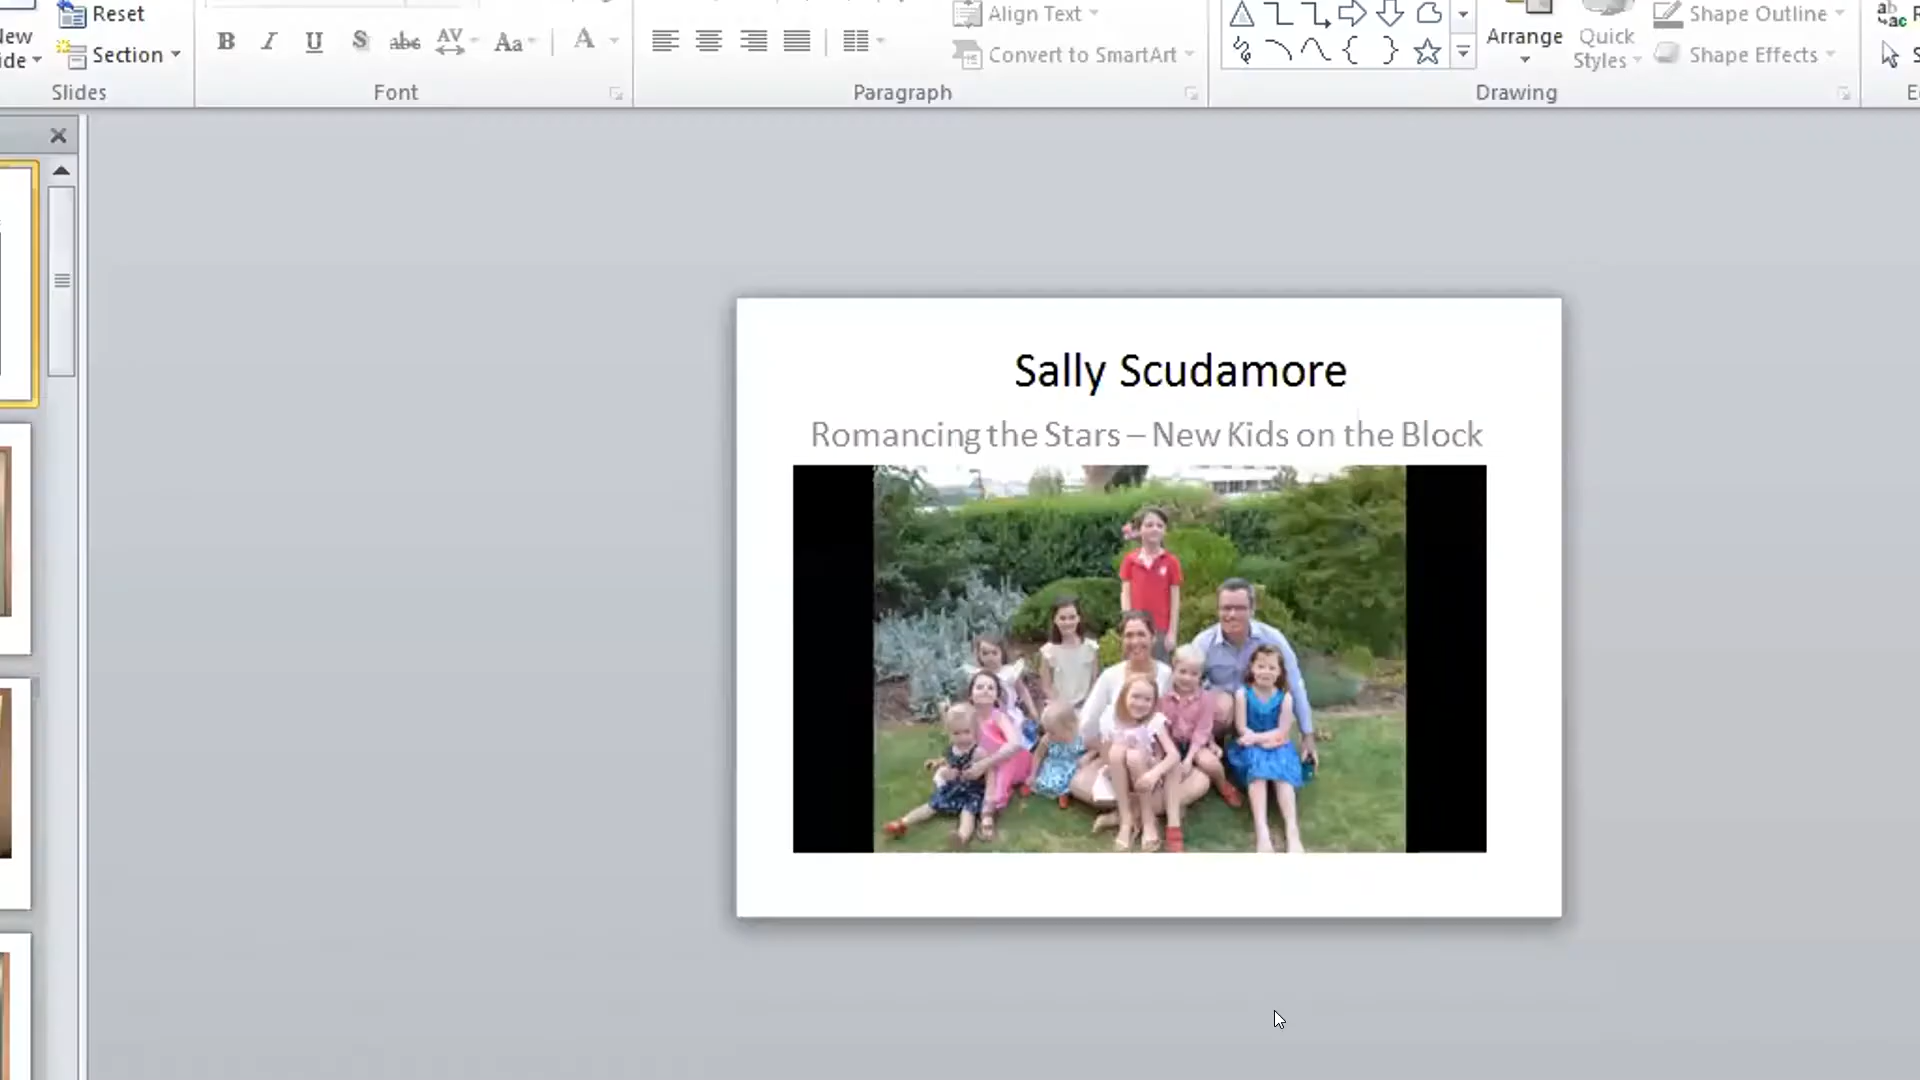 Reset
Section
Slides
B I U S abc AV Aa A
Font
Align Text
Convert to SmartArt
Paragraph
Arrange
Quick
Styles
Shape Outline
Shape Effects
Drawing
Sally Scudamore
Romancing the Stars – New Kids on the Block